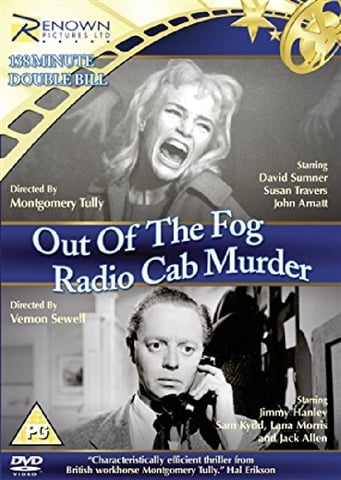 RENOWN
PICTURES LTD
138 MINUTE
DOUBLE BILL
Directed By
Montgomery Tully
Starring
David Sumner
Susan Travers
John Arnatt
Out Of The Fog
Radio Cab Murder
Directed By
Vernon Sewell
Starring
Jimmy Hanley
Sam Kydd, Lana Morris
and Jack Allen
PG
DVD
VIDEO
"Characteristically efficient thriller from
British workhorse Montgomery Tully." Hal Erikson